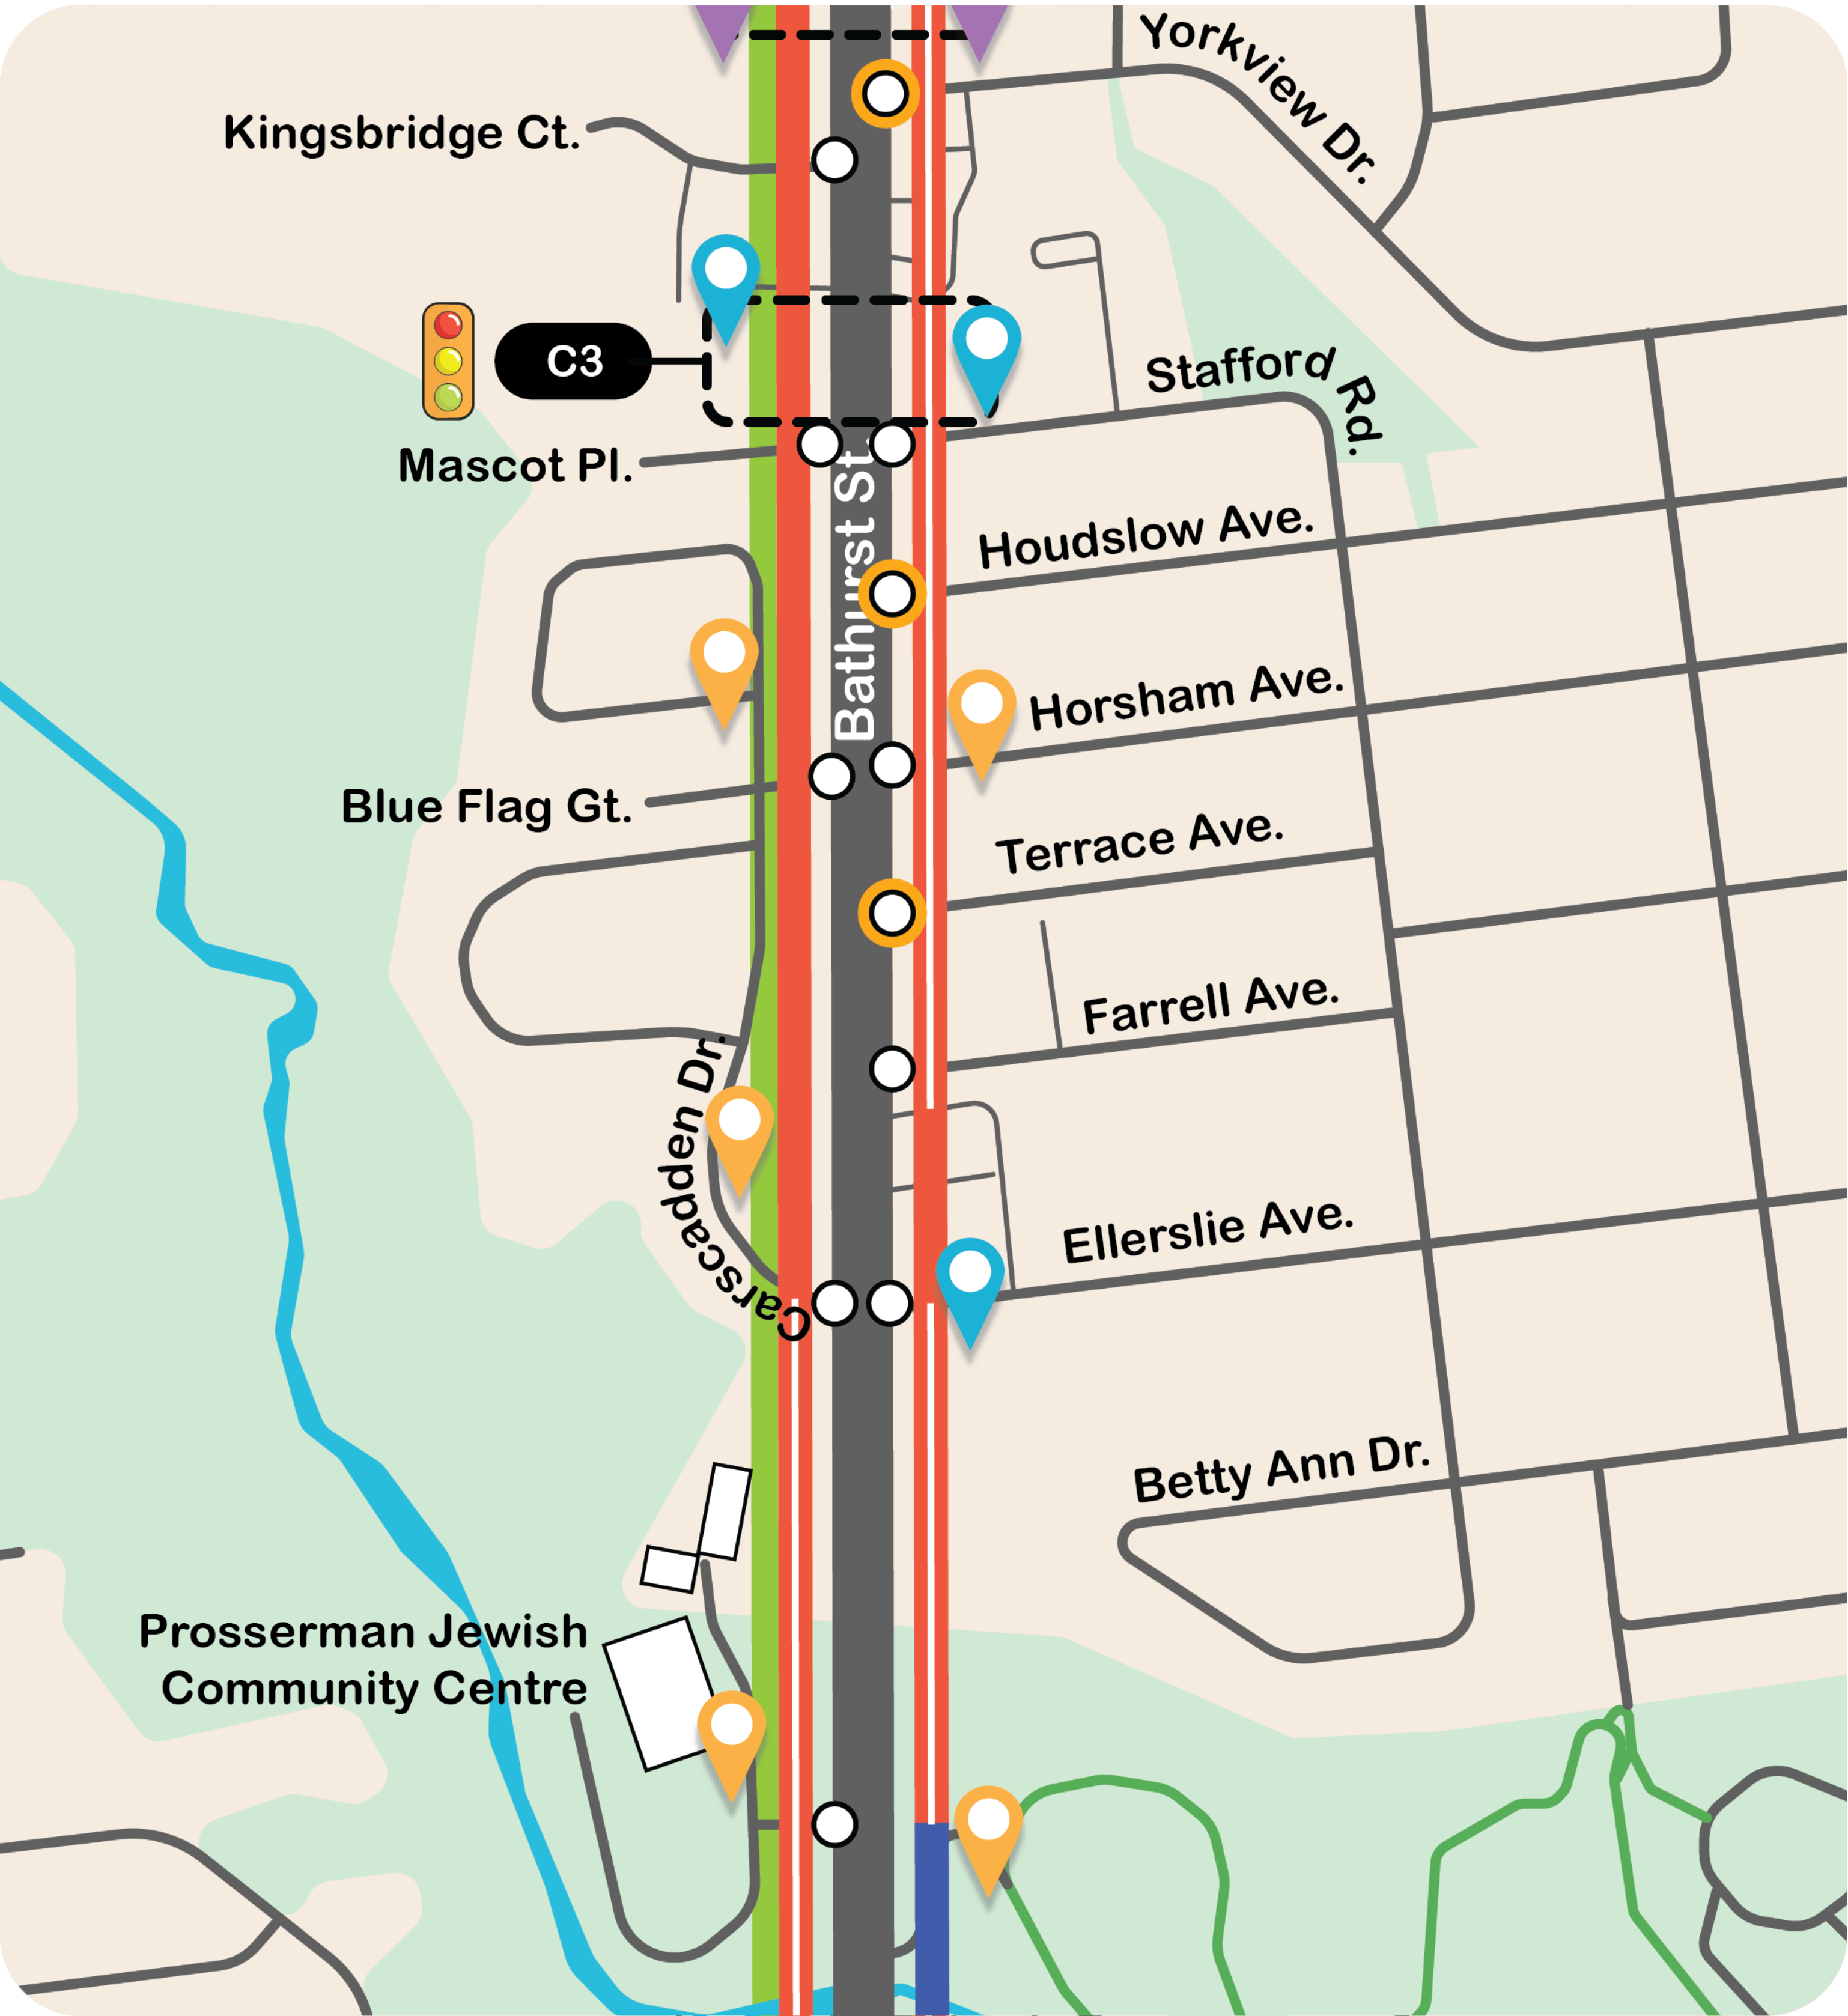 Yorkview Dr.
Kingsbridge Ct.
C3
Stafford Rd.
Mascot Pl.
Bathurst St.
Houdslow Ave.
Horsham Ave.
Blue Flag Gt.
Terrace Ave.
Farrell Ave.
Carscadden Dr.
Ellerslie Ave.
Betty Ann Dr.
Prosserman Jewish
Community Centre